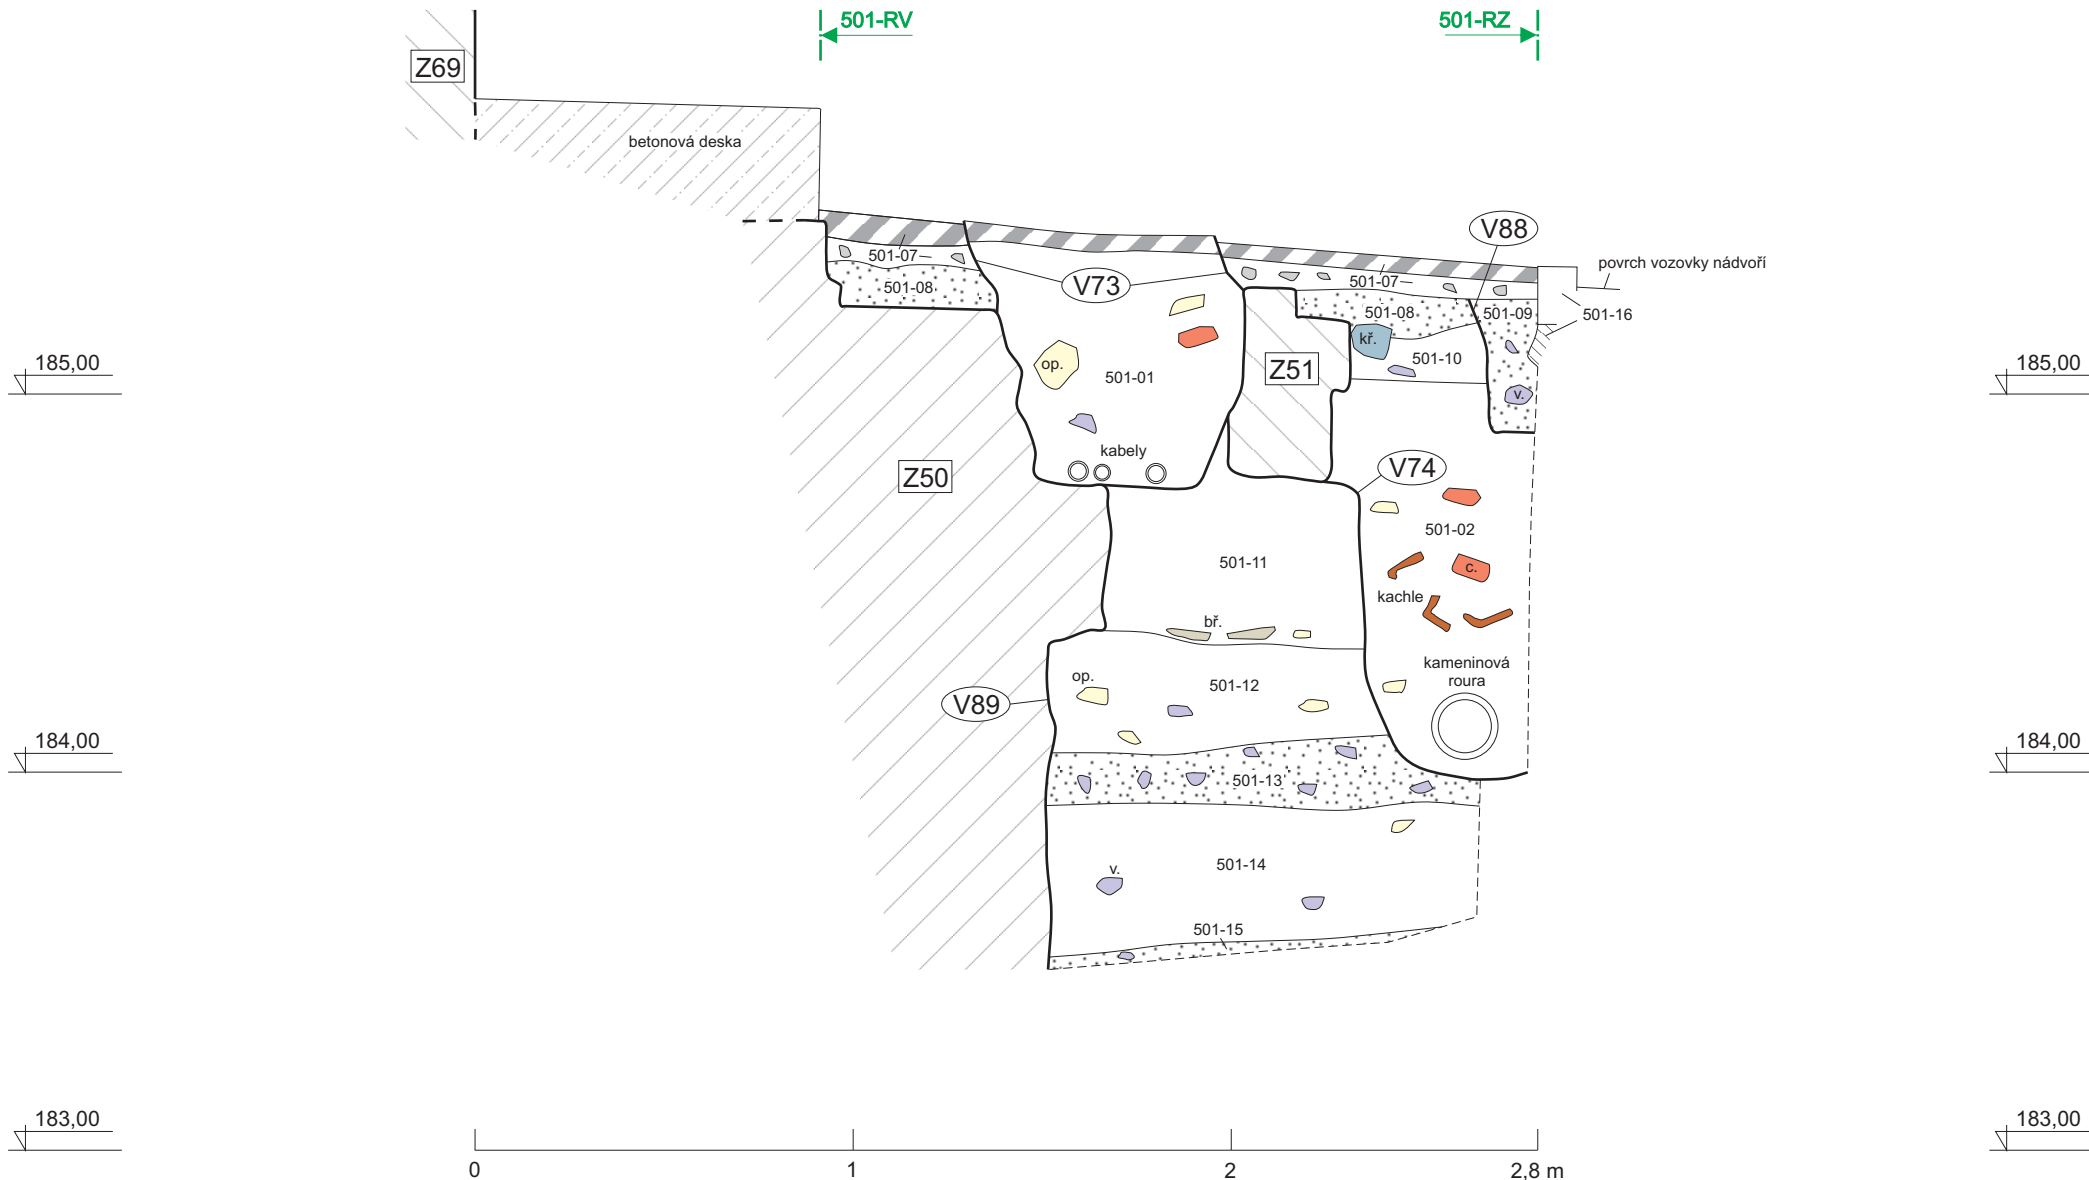 501-RV
501-RZ
Z69
betonová deska
V88
501-07
V73
povrch vozovky nádvoří
501-07
501-08
501-08
501-09
501-16
185,00
op.
501-01
Z51
kř.
501-10
185,00
v.
kabely
Z50
V74
501-02
501-11
c.
kachle
bř.
op.
501-12
kameninová
roura
V89
184,00
184,00
501-13
501-14
v.
501-15
183,00
183,00
0
1
2
2,8 m